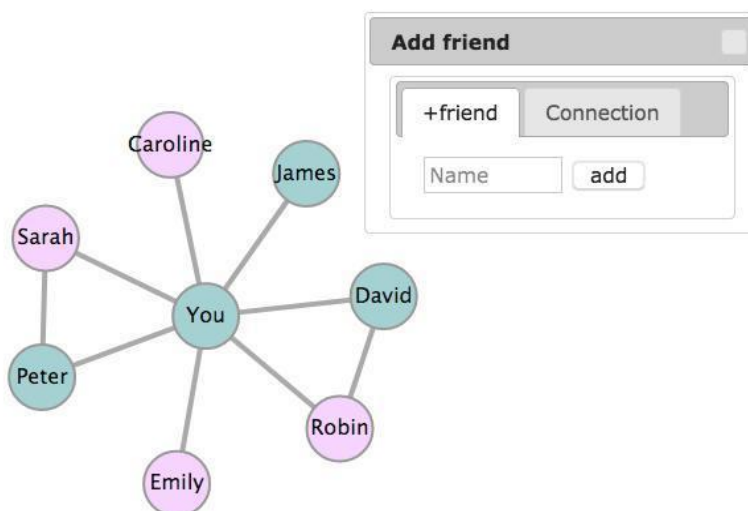 Add friend
+friend Connection
Name add
Caroline
James
Sarah
David
You
Peter
Robin
Emily